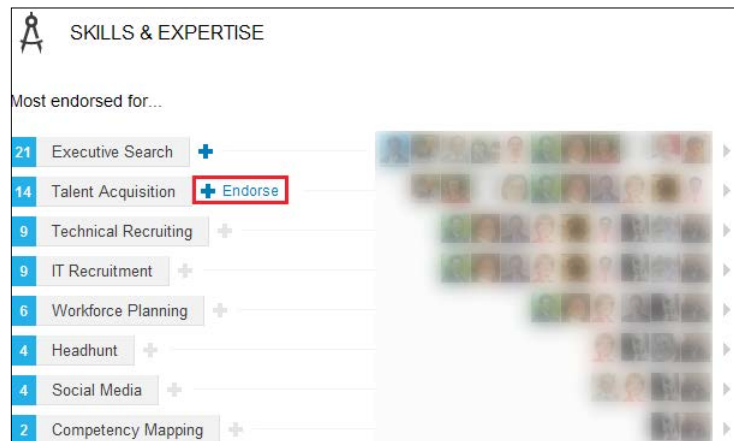 SKILLS & EXPERTISE
Most endorsed for...
21 Executive Search
14 Talent Acquisition Endorse
9 Technical Recruiting
9 IT Recruitment
6 Workforce Planning
4 Headhunt
4 Social Media
2 Competency Mapping